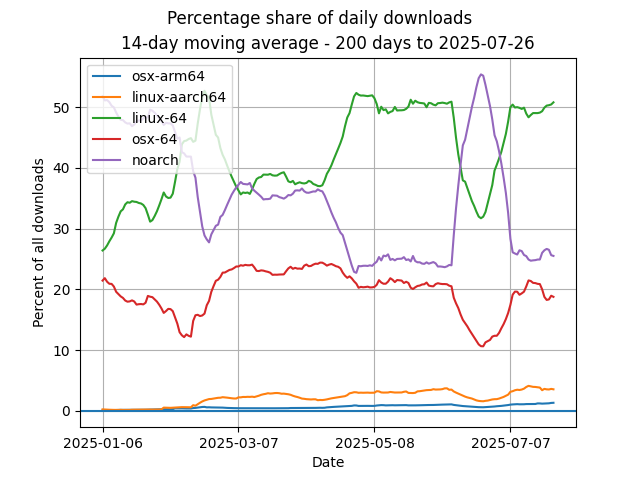 Percentage share of daily downloads
14-day moving average - 200 days to 2025-07-26
osx-arm64
linux-aarch64
linux-64
osx-64
noarch
Percent of all downloads
50
40
30
20
10
0
2025-01-06
2025-03-07
2025-05-08
2025-07-07
Date